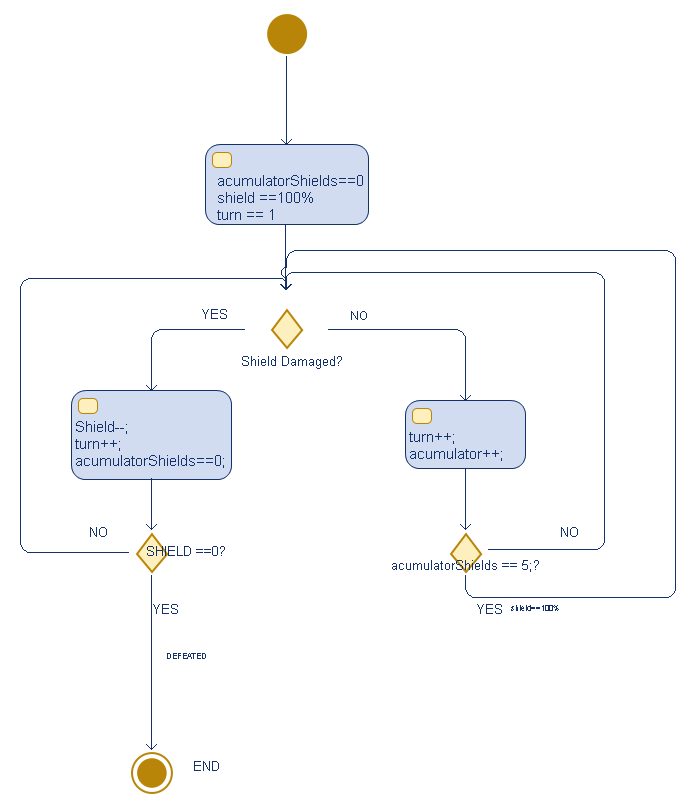 acumulatorShields==0
shield ==100%
turn == 1
YES
NO
Shield Damaged?
Shield--;
turn++;
acumulatorShields==0;
turn++;
acumulator++;
NO
SHIELD ==0?
NO
acumulatorShields == 5;?
YES
YES
shield==100%
DEFEATED
END